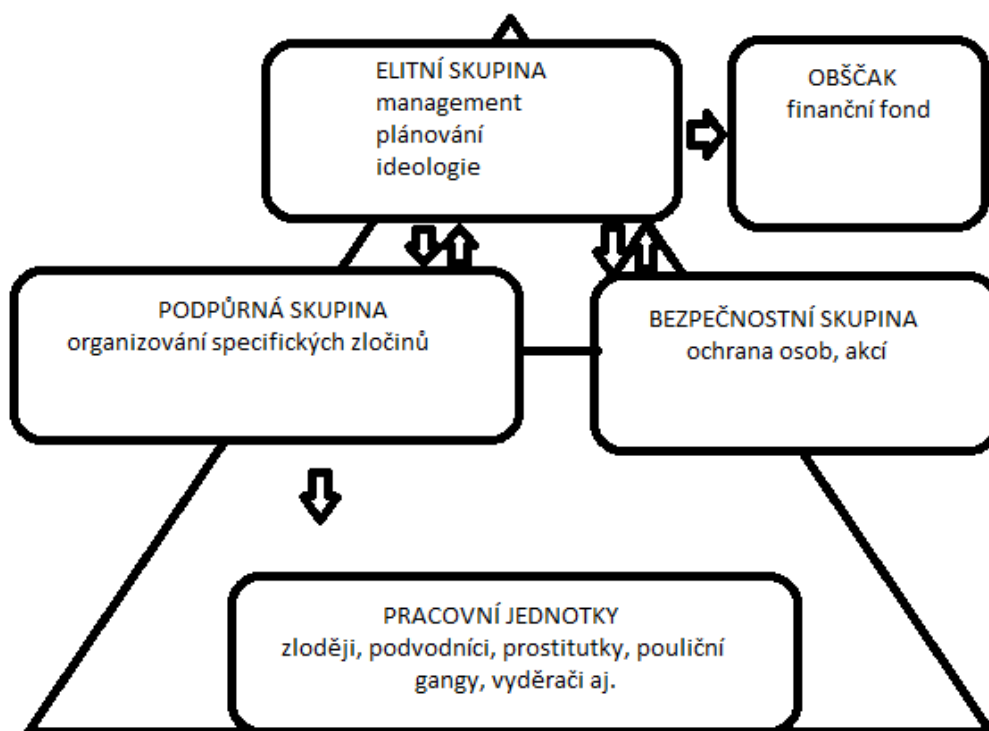 ELITNÍ SKUPINA
management
plánování
ideologie
OBŠČAK
finanční fond
PODPŮRNÁ SKUPINA
organizování specifických zločinů
BEZPEČNOSTNÍ SKUPINA
ochrana osob, akcí
PRACOVNÍ JEDNOTKY
zloději, podvodníci, prostitutky, pouliční
gangy, vyděrači aj.